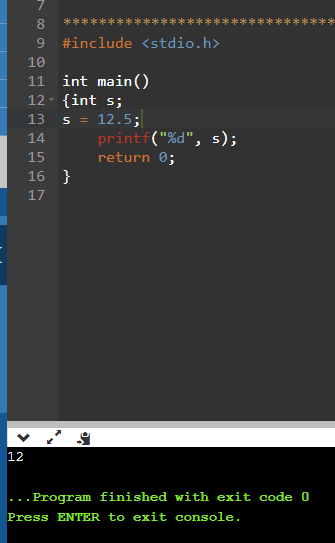 7
8 *******************************
9 #include <stdio.h>
10
11 int main()
12 {int s;
13 s = 12.5;
14 printf("%d", s);
15 return 0;
16 }
17
12
...Program finished with exit code 0
Press ENTER to exit console.